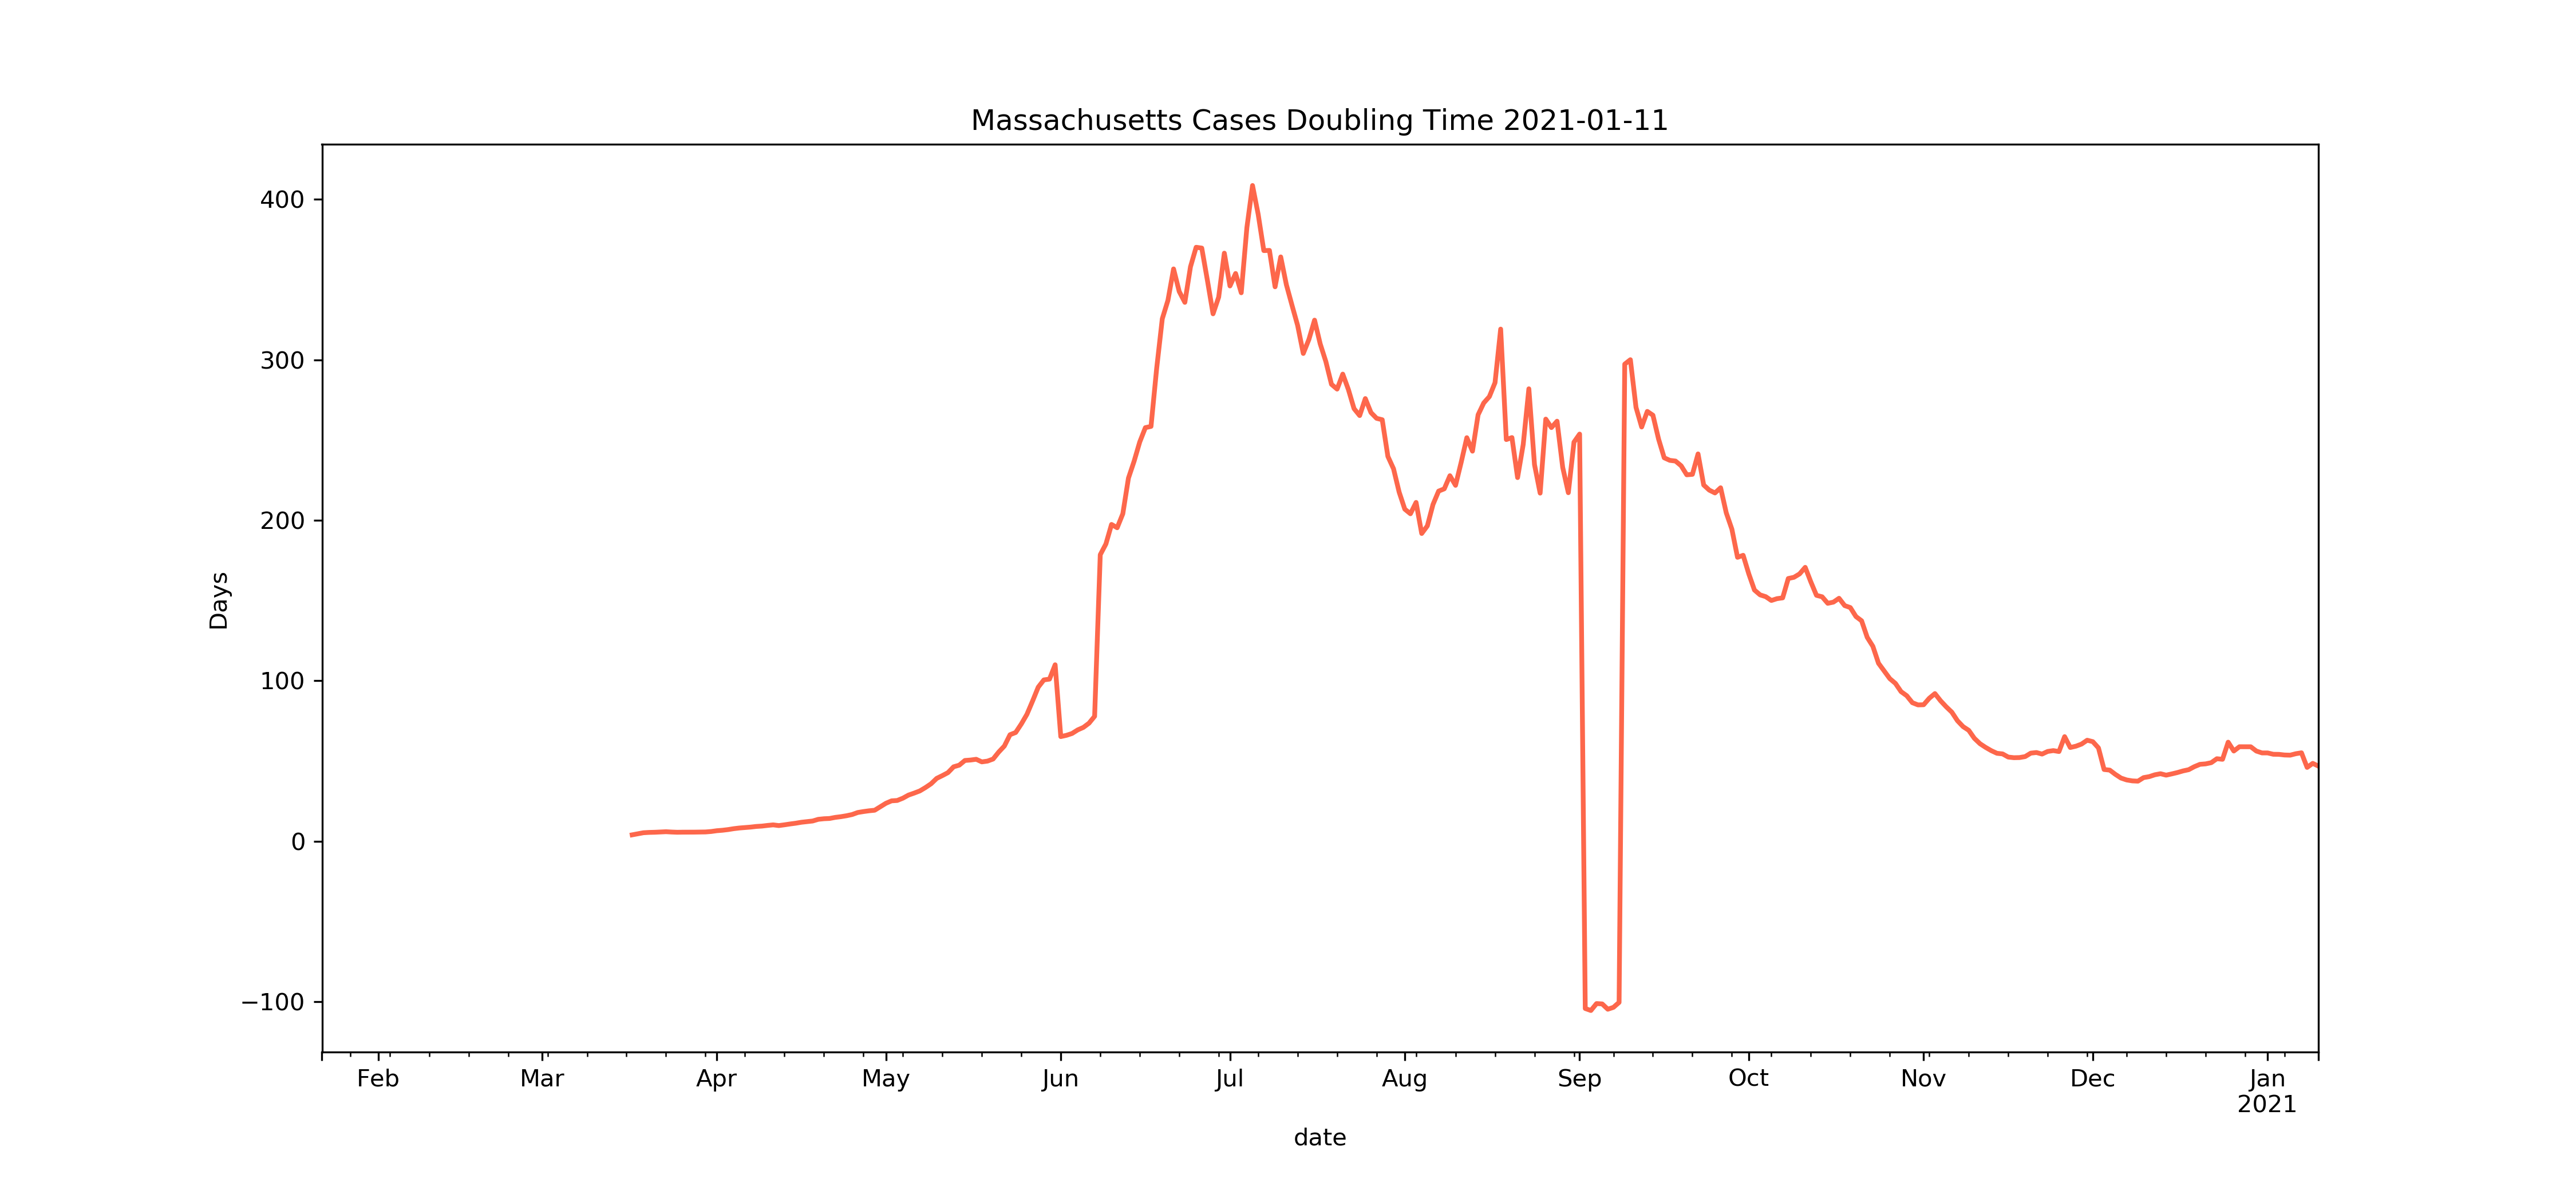 Massachusetts Cases Doubling Time 2021-01-11
400
300
200
100
0
−100
Days
Feb Mar Apr May Jun Jul Aug Sep Oct Nov Dec Jan
2021
date